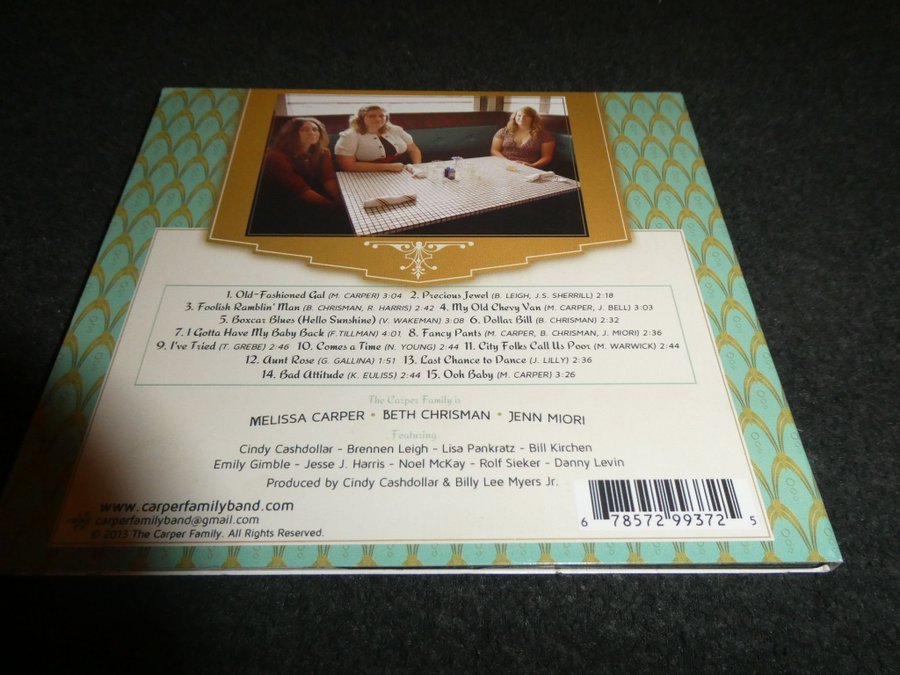 1. Old-Fashioned Gal (M. CARPER) 3:04 2. Precious Jewel (B. LEIGH, J.S. SHERRILL) 2:18
3. Foolish Ramblin' Man (B. CHRISMAN, R. HARRIS) 2:42 4. My Old Chevy Van (M. CARPER, J. BELL) 3:03
5. Boxcar Blues (Hello Sunshine) (V. WAKEMAN) 3:08 6. Dollar Bill (B. CHRISMAN) 2:32
7. I Gotta Have My Baby Back (F. TILLMAN) 4:01 8. Fancy Pants (M. CARPER, B. CHRISMAN, J. MIORI) 2:36
9. I've Tried (T. GREBE) 2:46 10. Comes a Time (N. YOUNG) 2:44 11. City Folks Call Us Poor (M. WARWICK) 2:44
12. Aunt Rose (G. GALLINA) 1:51 13. Last Chance to Dance (J. LILLY) 2:36
14. Bad Attitude (K. EULISS) 2:44 15. Ooh Baby (M. CARPER) 3:26
The Carper Family is
MELISSA CARPER • BETH CHRISMAN • JENN MIORI
Featuring
Cindy Cashdollar - Brennen Leigh - Lisa Pankratz - Bill Kirchen
Emily Gimble - Jesse J. Harris - Noel McKay - Rolf Sieker - Danny Levin
Produced by Cindy Cashdollar & Billy Lee Myers Jr.
www.carperfamilyband.com
carperfamilyband@gmail.com
© 2013 The Carper Family. All Rights Reserved.
6 78572 99372 5